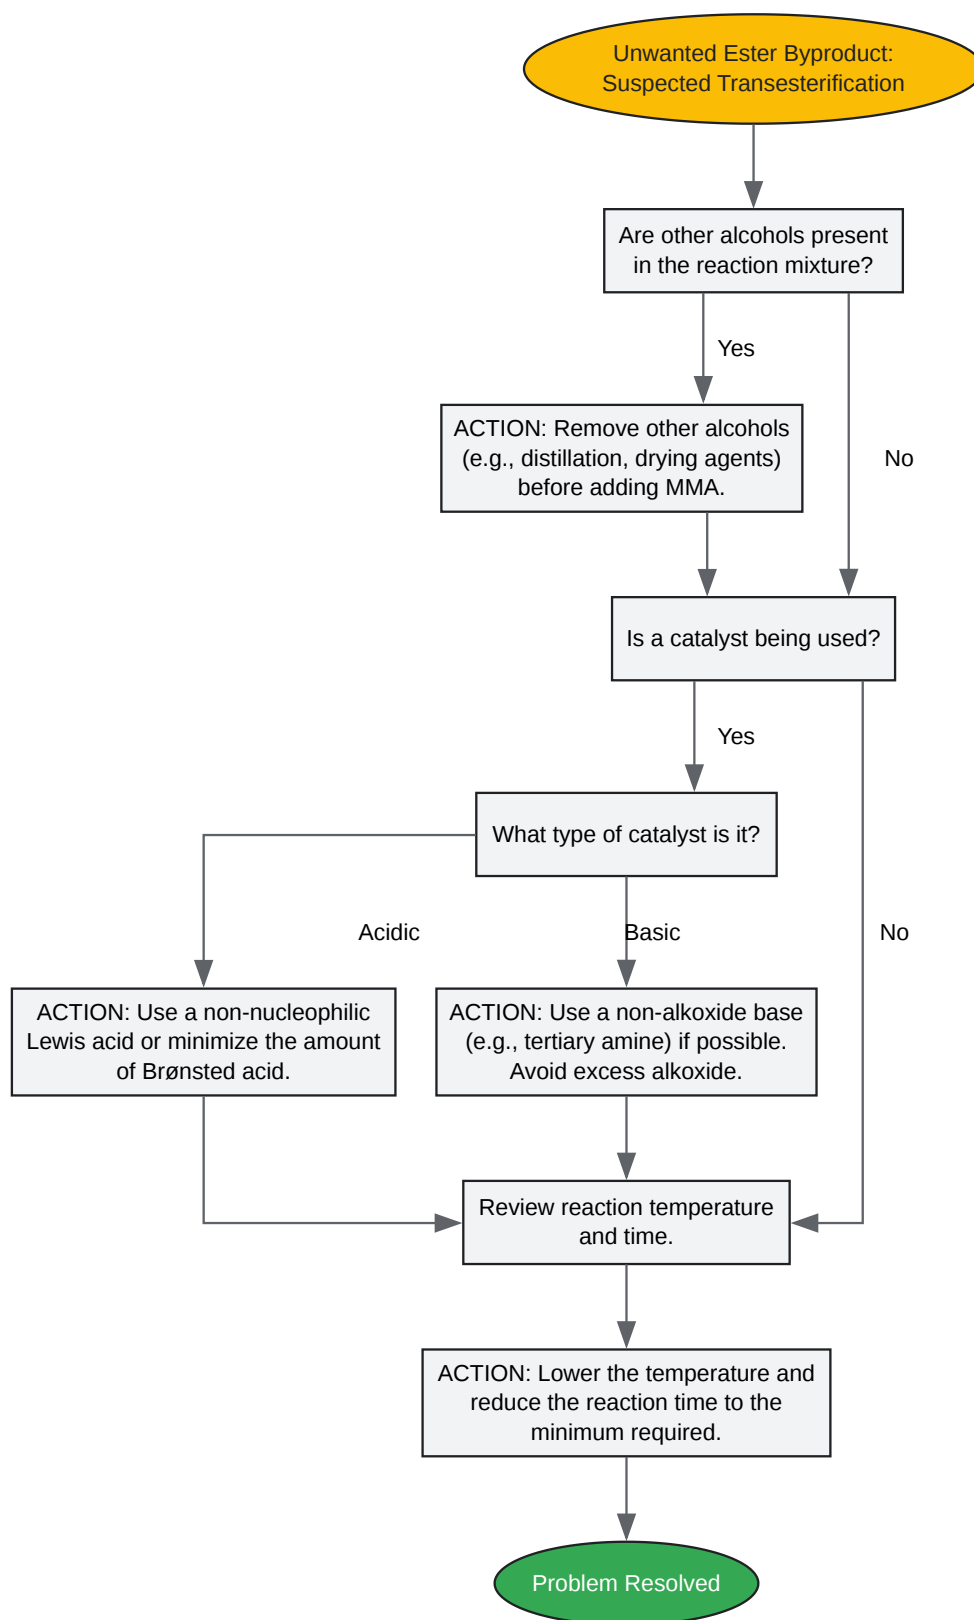 Unwanted Ester Byproduct:
Suspected Transesterification
Are other alcohols present
in the reaction mixture?
Yes
ACTION: Remove other alcohols
(e.g., distillation, drying agents)
before adding MMA.
No
Is a catalyst being used?
Yes
What type of catalyst is it?
Acidic
Basic
No
ACTION: Use a non-nucleophilic
Lewis acid or minimize the amount
of Brønsted acid.
ACTION: Use a non-alkoxide base
(e.g., tertiary amine) if possible.
Avoid excess alkoxide.
Review reaction temperature
and time.
ACTION: Lower the temperature and
reduce the reaction time to the
minimum required.
Problem Resolved